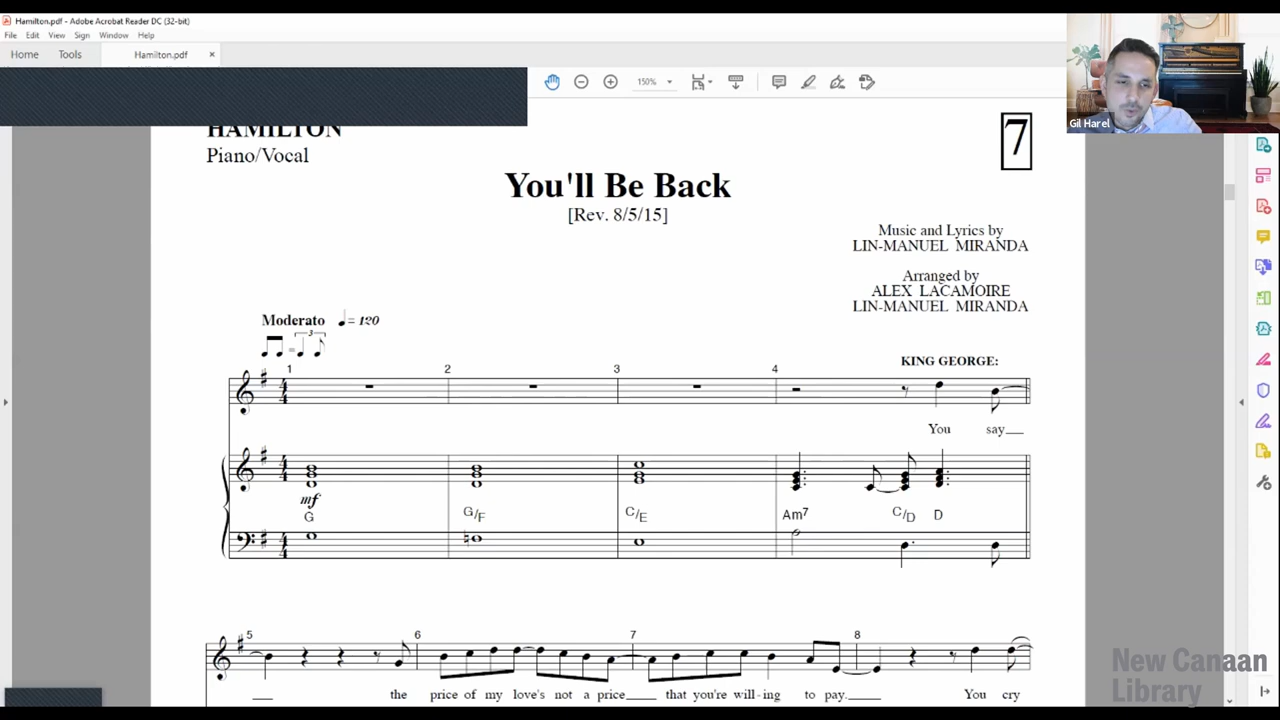 Hamilton.pdf - Adobe Acrobat Reader DC (32-bit)
File Edit View Sign Window Help
Home Tools Hamilton.pdf ×
150%
Gil Harel
HAMILTON
Piano/Vocal
7
You'll Be Back
[Rev. 8/5/15]
Music and Lyrics by
LIN-MANUEL MIRANDA
Arranged by
ALEX LACAMOIRE
LIN-MANUEL MIRANDA
Moderato ♩= 120
3
KING GEORGE:
1 2 3 4
You say
mf
G G/F C/E Am7 C/D D
5 6 7 8
the price of my love's not a price that you're will-ing to pay. You cry
New Canaan
Library